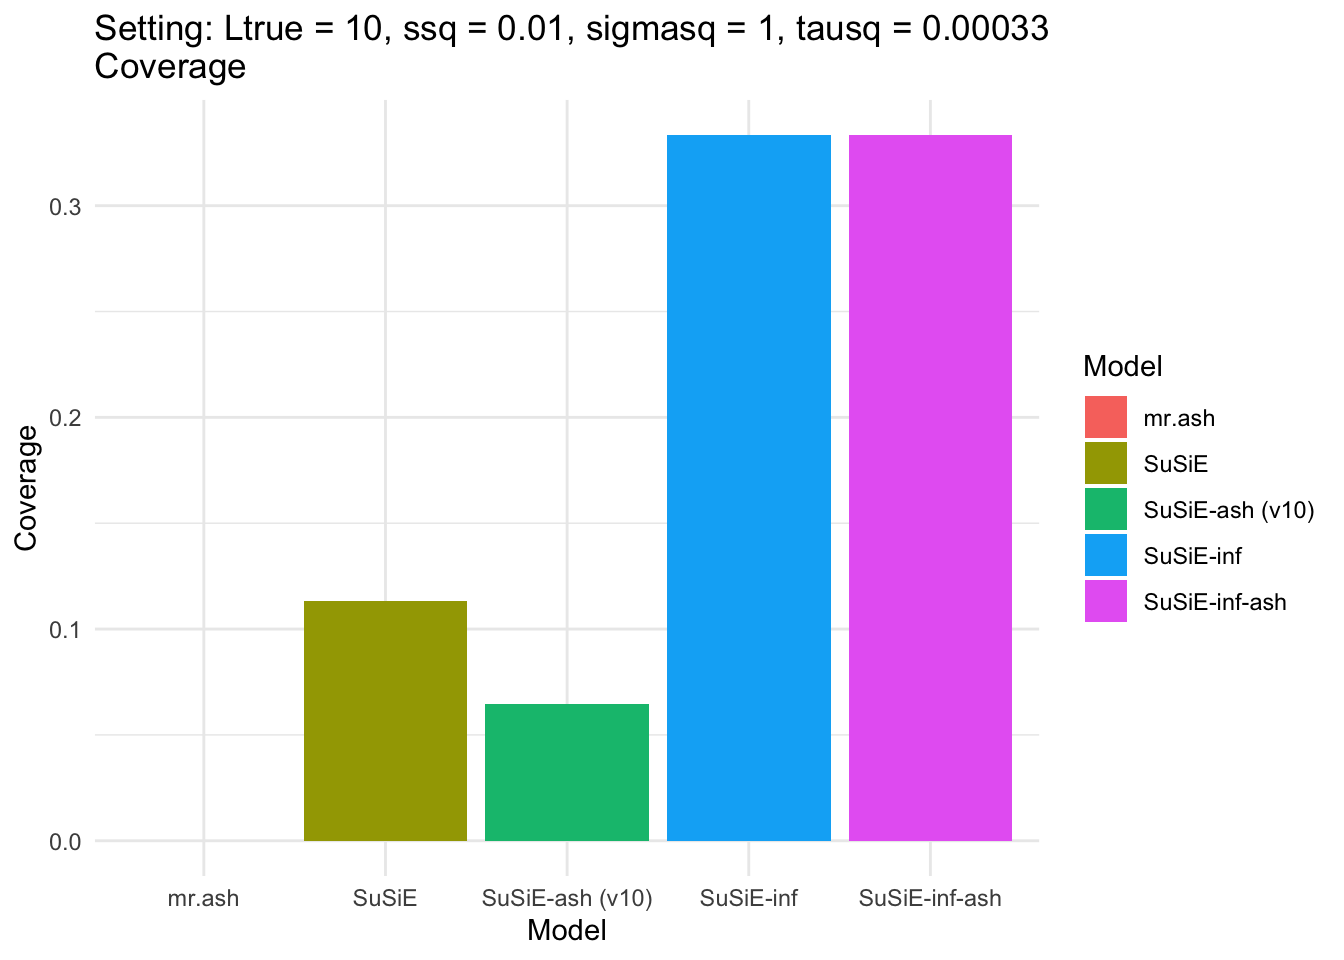 Setting: Ltrue = 10, ssq = 0.01, sigmasq = 1, tausq = 0.00033
Coverage
0.3
0.2
0.1
0.0
Coverage
mr.ash
SuSiE
SuSiE-ash (v10)
SuSiE-inf
SuSiE-inf-ash
Model
Model
mr.ash
SuSiE
SuSiE-ash (v10)
SuSiE-inf
SuSiE-inf-ash